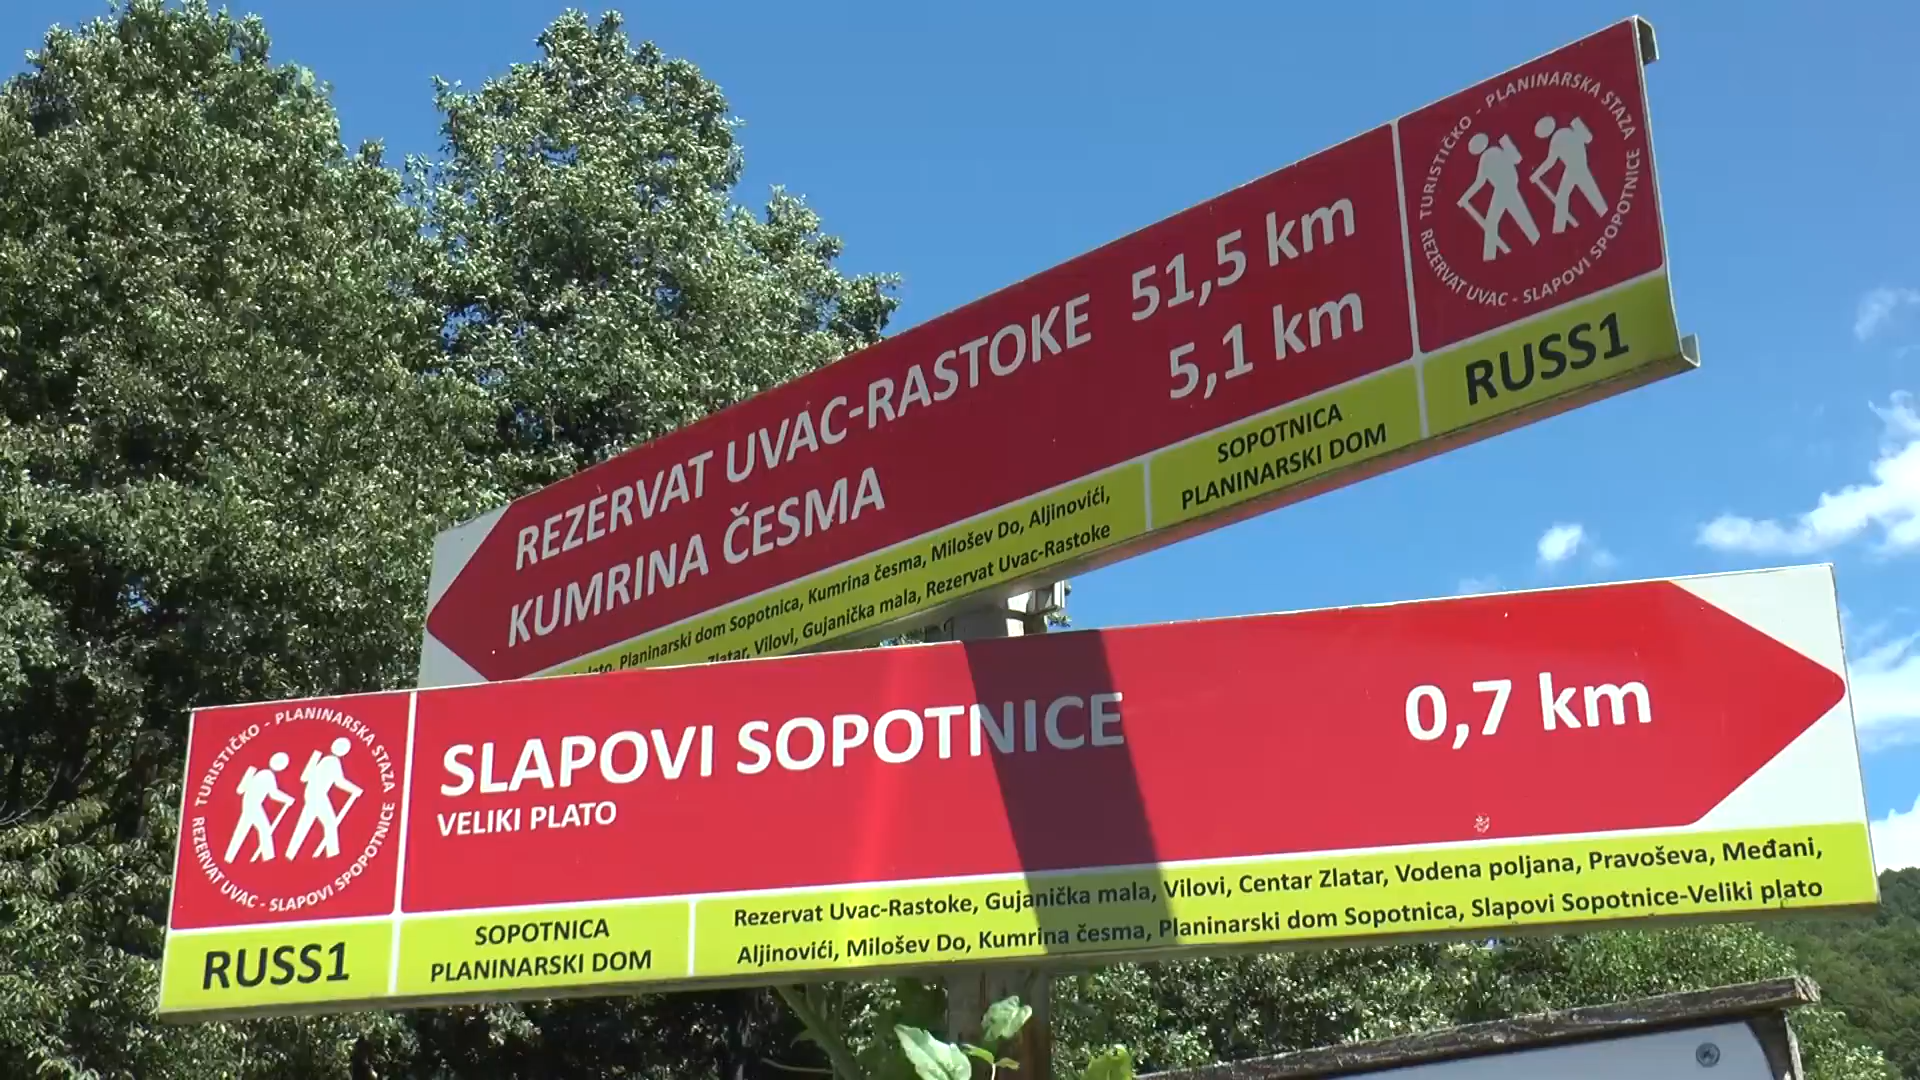 REZERVAT UVAC-RASTOKE 51,5 km
KUMRINA ČESMA 5,1 km
TURISTIČKO - PLANINARSKA STAZA
REZERVAT UVAC - SLAPOVI SPOPOTNICE
Planinarski dom Sopotnica, Kumrina česma, Milošev Do, Aljinovići,
Zlatar, Vilovi, Gujanička mala, Rezervat Uvac-Rastoke
SOPOTNICA
PLANINARSKI DOM
RUSS1
TURISTIČKO - PLANINARSKA STAZA
REZERVAT UVAC - SLAPOVI SPOPOTNICE
SLAPOVI SOPOTNICE 0,7 km
VELIKI PLATO
RUSS1
SOPOTNICA
PLANINARSKI DOM
Rezervat Uvac-Rastoke, Gujanička mala, Vilovi, Centar Zlatar, Vodena poljana, Pravoševa, Međani,
Aljinovići, Milošev Do, Kumrina česma, Planinarski dom Sopotnica, Slapovi Sopotnice-Veliki plato